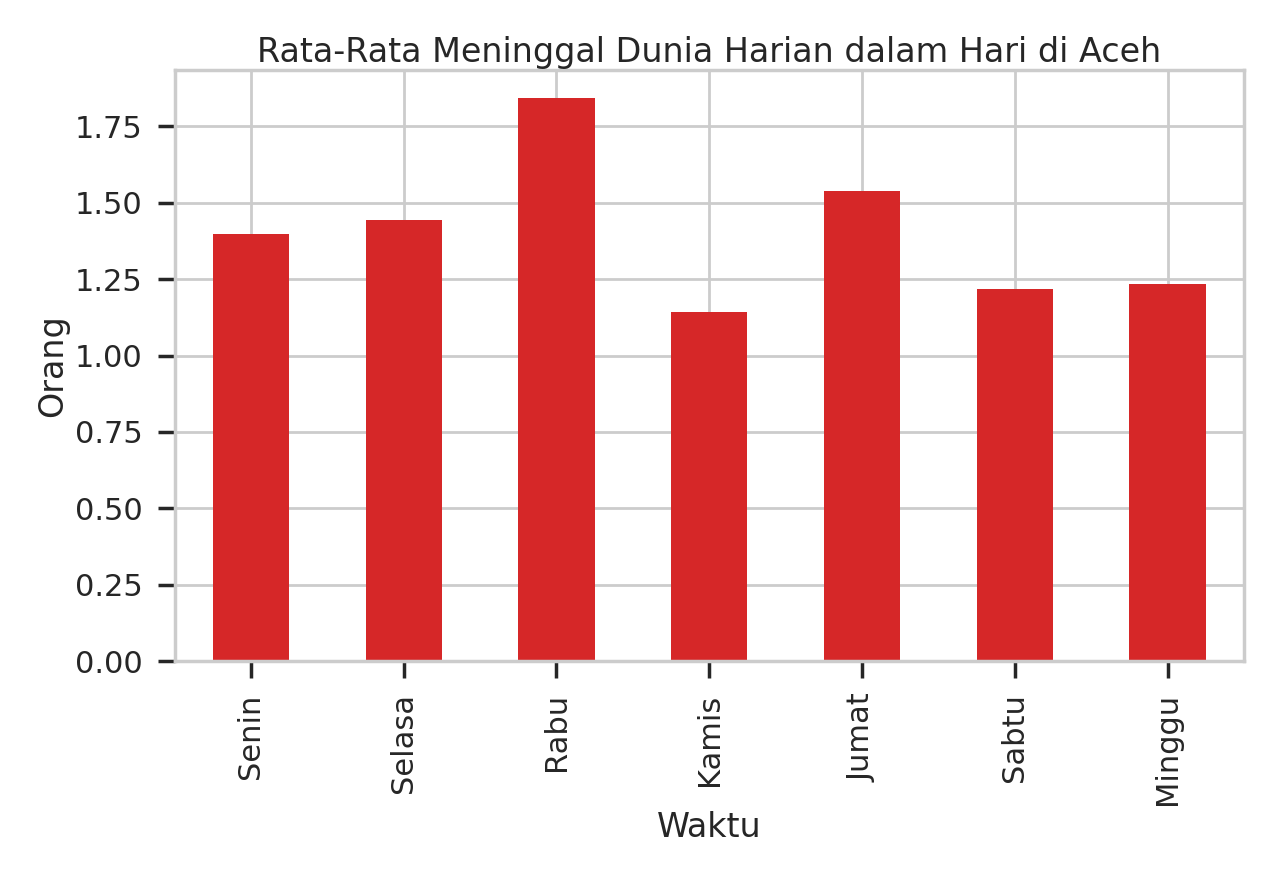 Rata-Rata Meninggal Dunia Harian dalam Hari di Aceh
Orang
1.75
1.50
1.25
1.00
0.75
0.50
0.25
0.00
Senin
Selasa
Rabu
Kamis
Jumat
Sabtu
Minggu
Waktu